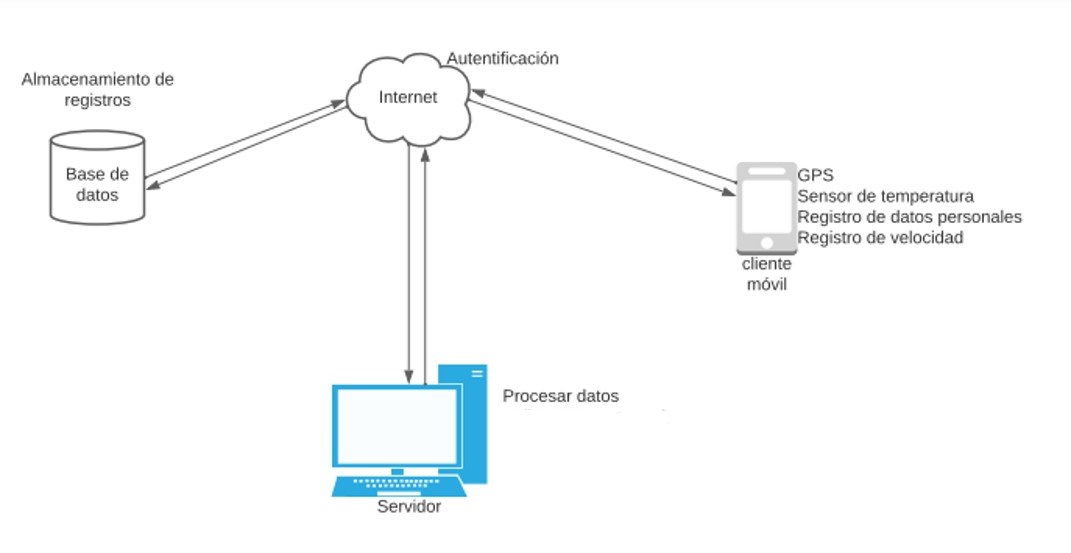 Autentificación
Almacenamiento de
registros
Internet
Base de
datos
GPS
Sensor de temperatura
Registro de datos personales
Registro de velocidad
cliente
móvil
Procesar datos
Servidor